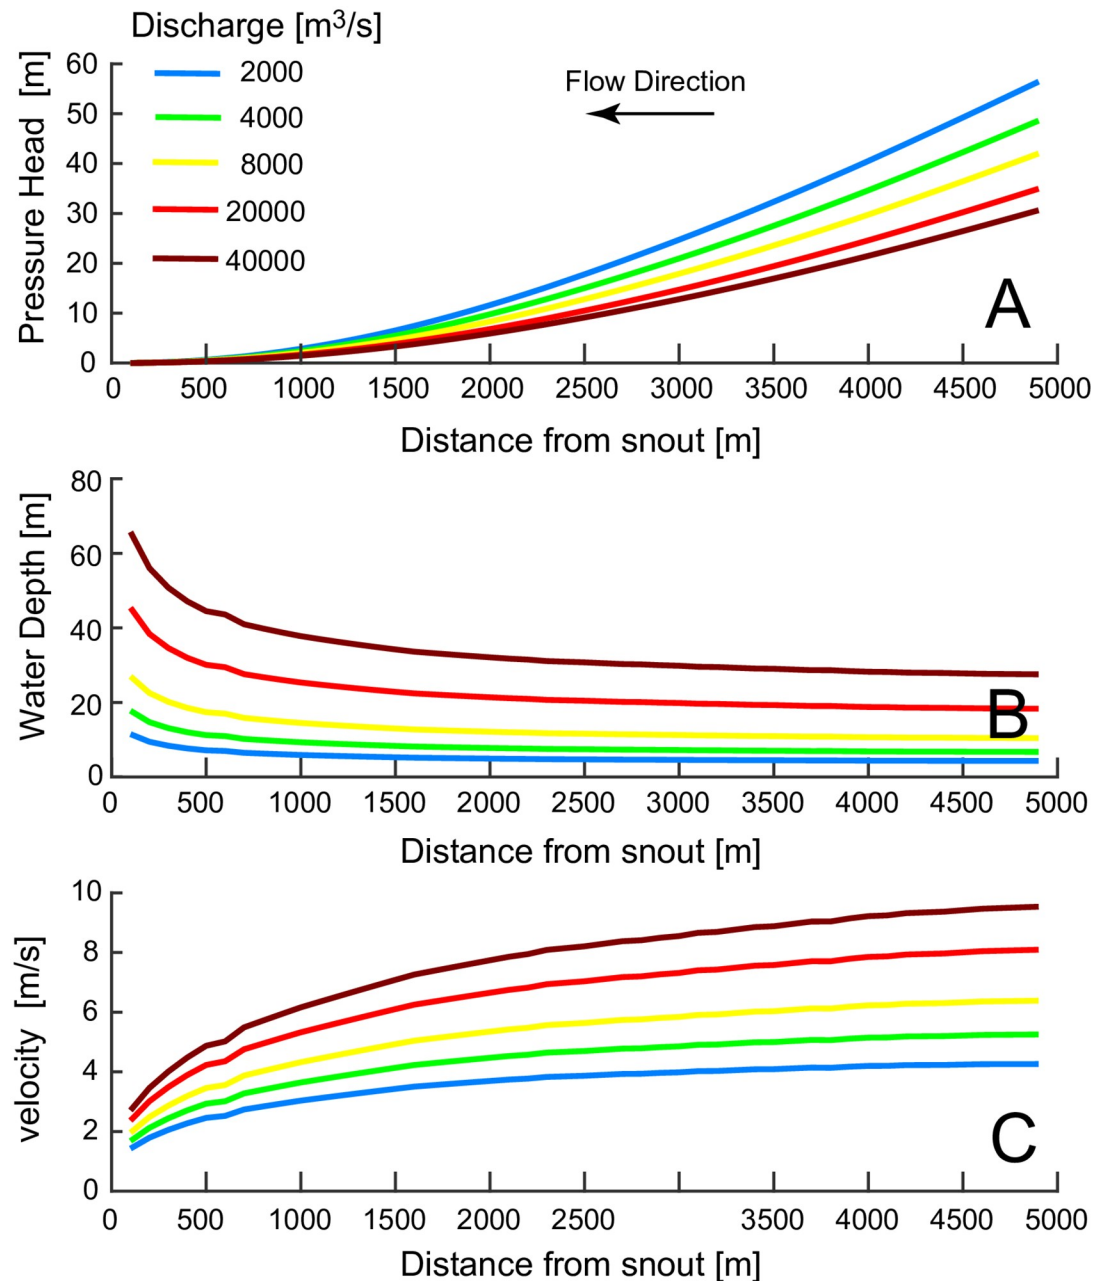 Discharge [m³/s]
2000
4000
8000
20000
40000
Flow Direction
Pressure Head [m]
60
50
40
30
20
10
0
A
0 500 1000 1500 2000 2500 3000 3500 4000 4500 5000
Distance from snout [m]
Water Depth [m]
80
60
40
20
0
B
0 500 1000 1500 2000 2500 3000 3500 4000 4500 5000
Distance from snout [m]
velocity [m/s]
10
8
6
4
2
0
C
0 500 1000 1500 2000 2500 3500 4000 4500 5000
Distance from snout [m]